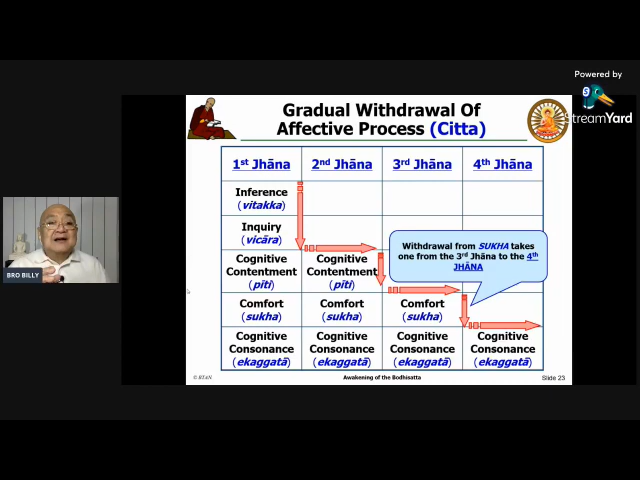 Powered by
StreamYard
Gradual Withdrawal Of
Affective Process (Citta)
1st Jhāna
2nd Jhāna
3rd Jhāna
4th Jhāna
Inference
(vitakka)
Inquiry
(vicāra)
Cognitive
Contentment
(pīti)
Cognitive
Contentment
(pīti)
Withdrawal from SUKHA takes
one from the 3rd Jhāna to the 4th
JHĀNA
Comfort
(sukha)
Comfort
(sukha)
Comfort
(sukha)
Cognitive
Consonance
(ekaggatā)
Cognitive
Consonance
(ekaggatā)
Cognitive
Consonance
(ekaggatā)
Cognitive
Consonance
(ekaggatā)
BRO BILLY
Awakening of the Bodhisatta
Slide 23